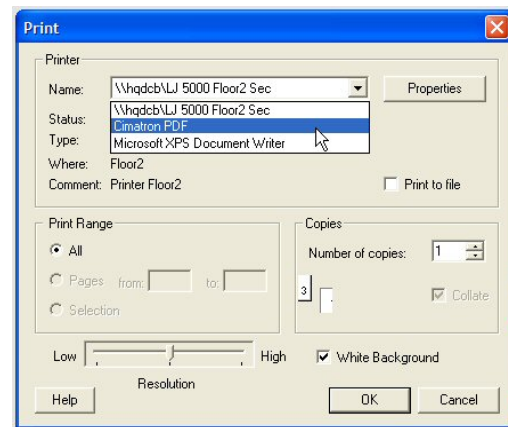 Print
Printer
Name: \\hqdcb\LJ 5000 Floor2 Sec Properties
\\hqdcb\LJ 5000 Floor2 Sec
Status:
Cimatron PDF
Type: Microsoft XPS Document Writer
Where: Floor2
Comment: Printer Floor2 Print to file
Print Range Copies
All Number of copies: 1
Pages from: to:
3
Collate
Selection
Low High White Background
Resolution
Help OK Cancel